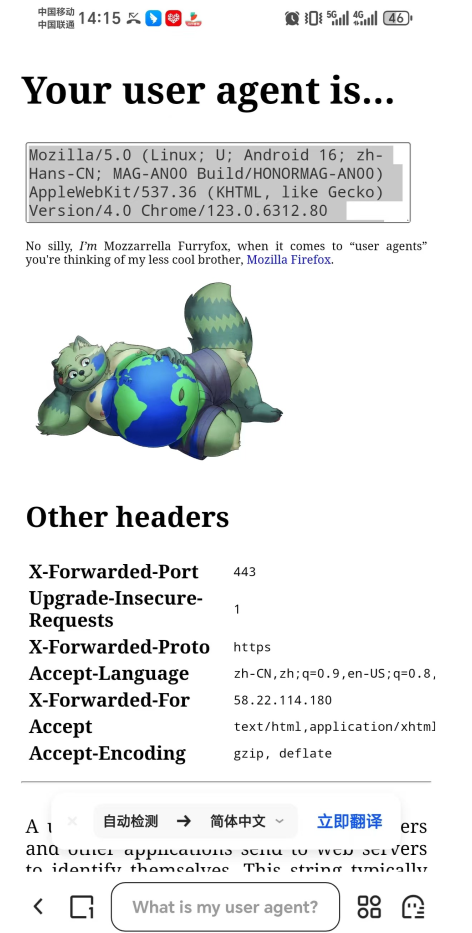 中国移动
中国联通
14:15
5G
4G
46
Your user agent is...
Mozilla/5.0 (Linux; U; Android 16; zh-
Hans-CN; MAG-AN00 Build/HONORMAG-AN00)
AppleWebKit/537.36 (KHTML, like Gecko)
Version/4.0 Chrome/123.0.6312.80
No silly, I'm Mozzarrella Furryfox, when it comes to “user agents”
you're thinking of my less cool brother, Mozilla Firefox.
Other headers
X-Forwarded-Port 443
Upgrade-Insecure-
Requests 1
X-Forwarded-Proto https
Accept-Language zh-CN,zh;q=0.9,en-US;q=0.8,
X-Forwarded-For 58.22.114.180
Accept text/html,application/xhtml
Accept-Encoding gzip, deflate
A u
ers
自动检测 → 简体中文 立即翻译
and other applications send to web servers
to identify themselves. This string typically
1
What is my user agent?